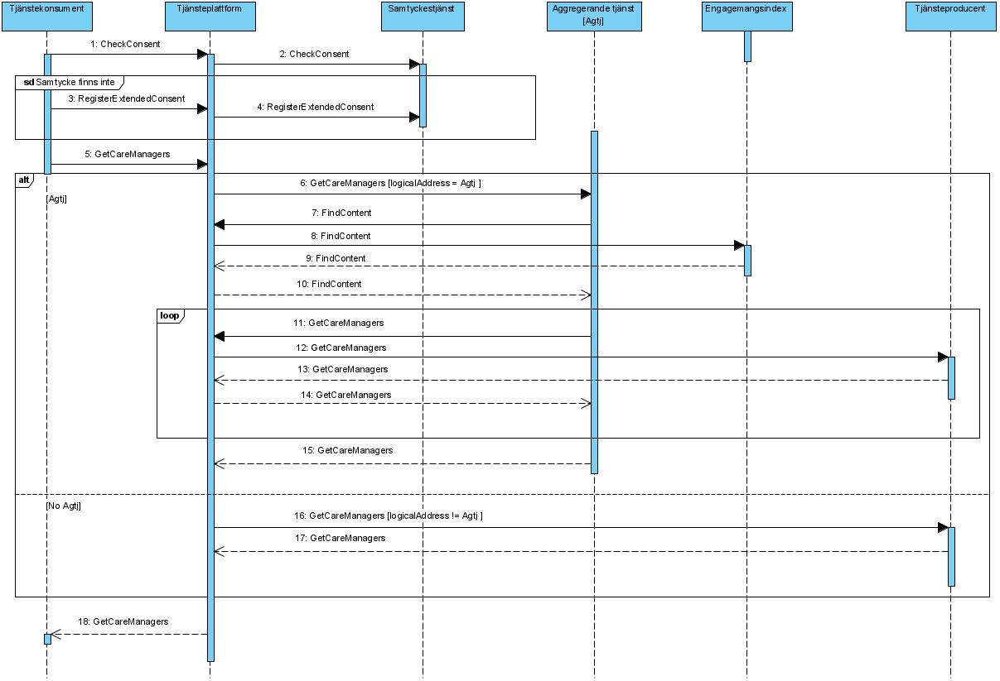 Tjänstekonsument
Tjänsteplattform
Samtyckestjänst
Aggregerande tjänst
[Agtj]
Engagemangsindex
Tjänsteproducent
1: CheckConsent
2: CheckConsent
sd Samtycke finns inte
3: RegisterExtendedConsent
4: RegisterExtendedConsent
5: GetCareManagers
alt
6: GetCareManagers [logicalAddress = Agtj ]
[Agtj]
7: FindContent
8: FindContent
9: FindContent
10: FindContent
loop
11: GetCareManagers
12: GetCareManagers
13: GetCareManagers
14: GetCareManagers
15: GetCareManagers
[No Agtj]
16: GetCareManagers [logicalAddress != Agtj ]
17: GetCareManagers
18: GetCareManagers